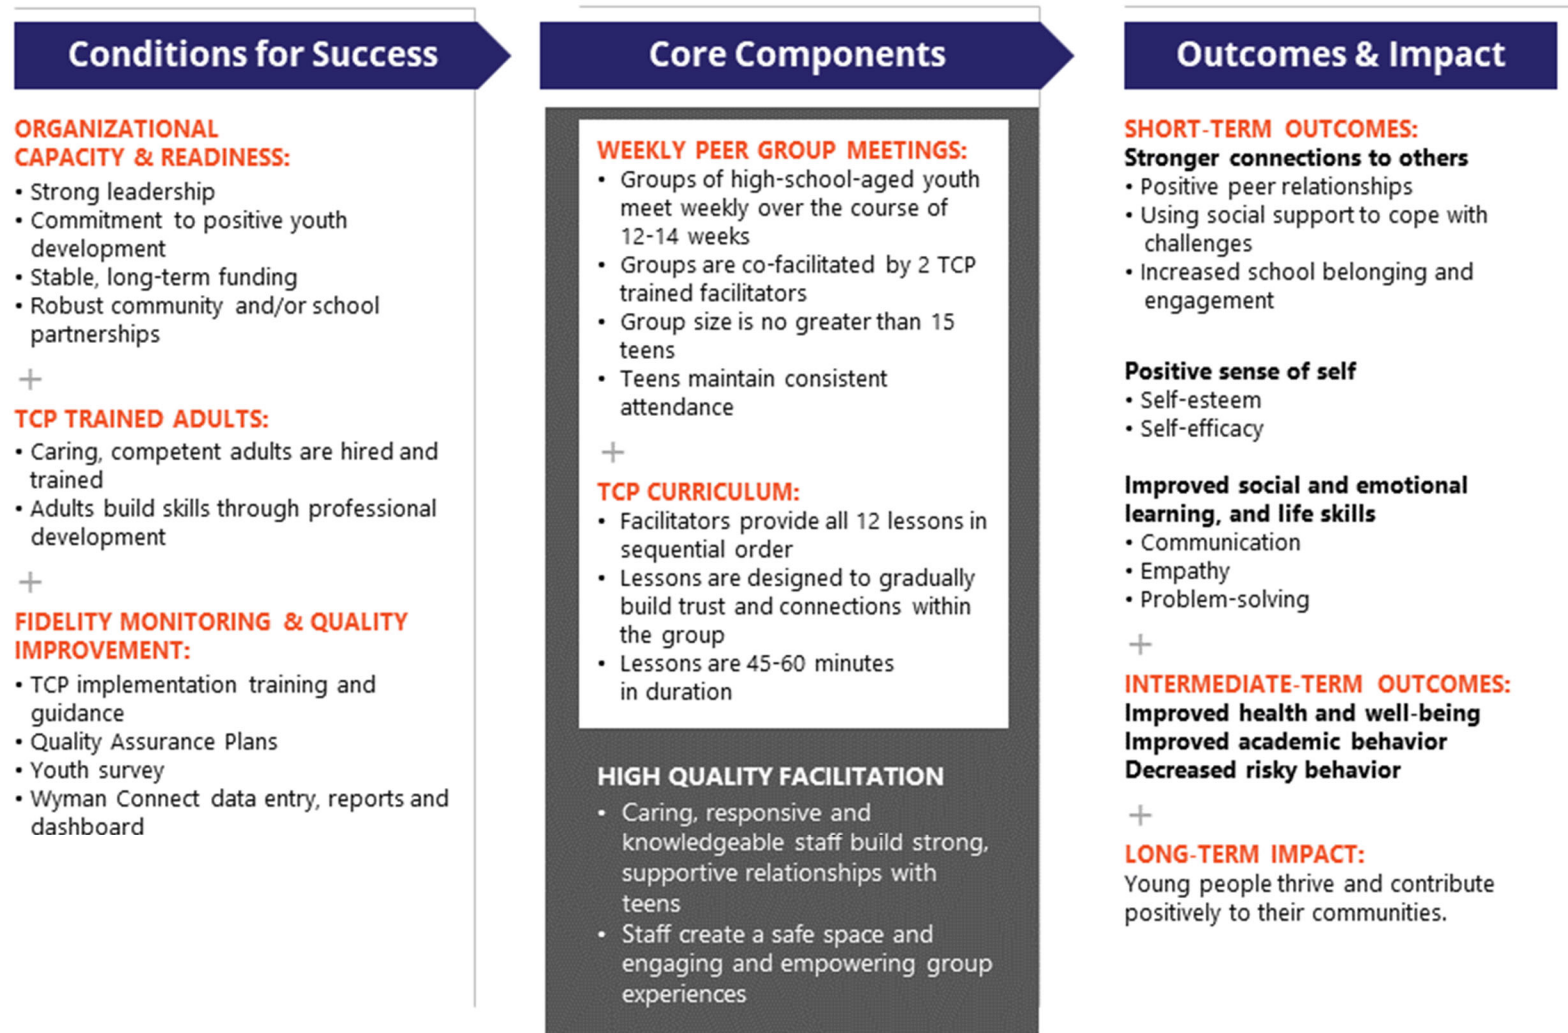 Conditions for Success
ORGANIZATIONAL
CAPACITY & READINESS:
• Strong leadership
• Commitment to positive youth
development
• Stable, long-term funding
• Robust community and/or school
partnerships
+
TCP TRAINED ADULTS:
• Caring, competent adults are hired and
trained
• Adults build skills through professional
development
+
FIDELITY MONITORING & QUALITY
IMPROVEMENT:
• TCP implementation training and
guidance
• Quality Assurance Plans
• Youth survey
• Wyman Connect data entry, reports and
dashboard
Core Components
WEEKLY PEER GROUP MEETINGS:
• Groups of high-school-aged youth
meet weekly over the course of
12-14 weeks
• Groups are co-facilitated by 2 TCP
trained facilitators
• Group size is no greater than 15
teens
• Teens maintain consistent
attendance
+
TCP CURRICULUM:
• Facilitators provide all 12 lessons in
sequential order
• Lessons are designed to gradually
build trust and connections within
the group
• Lessons are 45-60 minutes
in duration
HIGH QUALITY FACILITATION
• Caring, responsive and
knowledgeable staff build strong,
supportive relationships with
teens
• Staff create a safe space and
engaging and empowering group
experiences
Outcomes & Impact
SHORT-TERM OUTCOMES:
Stronger connections to others
• Positive peer relationships
• Using social support to cope with
challenges
• Increased school belonging and
engagement
Positive sense of self
• Self-esteem
• Self-efficacy
Improved social and emotional
learning, and life skills
• Communication
• Empathy
• Problem-solving
+
INTERMEDIATE-TERM OUTCOMES:
Improved health and well-being
Improved academic behavior
Decreased risky behavior
+
LONG-TERM IMPACT:
Young people thrive and contribute
positively to their communities.